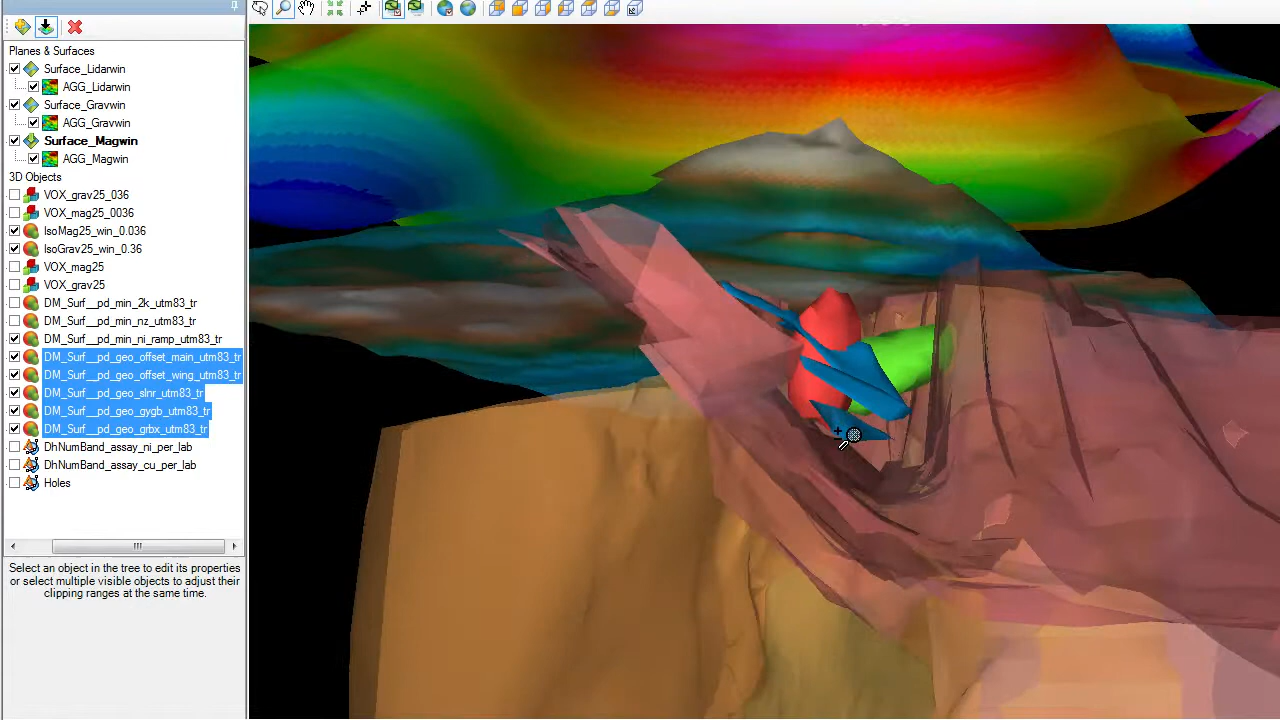 Planes & Surfaces
Surface_Lidarwin
AGG_Lidarwin
Surface_Gravwin
AGG_Gravwin
Surface_Magwin
AGG_Magwin
3D Objects
VOX_grav25_036
VOX_mag25_0036
IsoMag25_win_0.036
IsoGrav25_win_0.36
VOX_mag25
VOX_grav25
DM_Surf__pd_min_2k_utm83_tr
DM_Surf__pd_min_nz_utm83_tr
DM_Surf__pd_min_ni_ramp_utm83_tr
DM_Surf__pd_geo_offset_main_utm83_tr
DM_Surf__pd_geo_offset_wing_utm83_tr
DM_Surf__pd_geo_slnr_utm83_tr
DM_Surf__pd_geo_gygb_utm83_tr
DM_Surf__pd_geo_grbx_utm83_tr
DhNumBand_assay_ni_per_lab
DhNumBand_assay_cu_per_lab
Holes
Select an object in the tree to edit its properties
or select multiple visible objects to adjust their
clipping ranges at the same time.